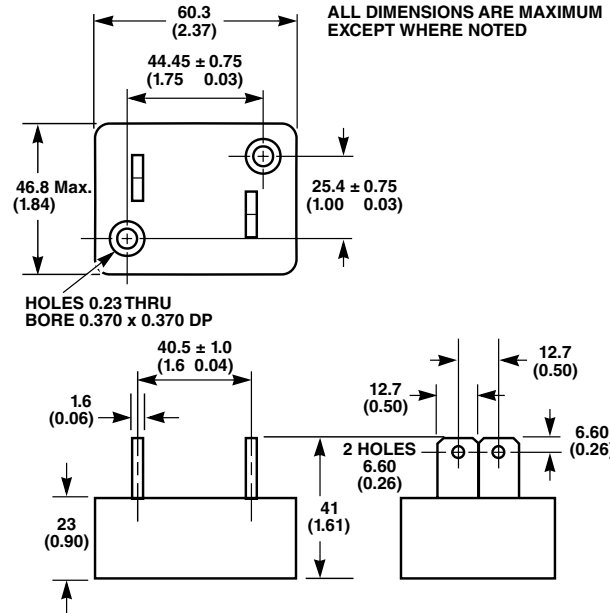 60.3
(2.37)
ALL DIMENSIONS ARE MAXIMUM
EXCEPT WHERE NOTED
44.45 ± 0.75
(1.75 0.03)
46.8 Max.
(1.84)
25.4 ± 0.75
(1.00 0.03)
HOLES 0.23 THRU
BORE 0.370 x 0.370 DP
40.5 ± 1.0
(1.6 0.04)
12.7
(0.50)
1.6
(0.06)
12.7
(0.50)
2 HOLES
6.60
(0.26)
6.60
(0.26)
23
(0.90)
41
(1.61)